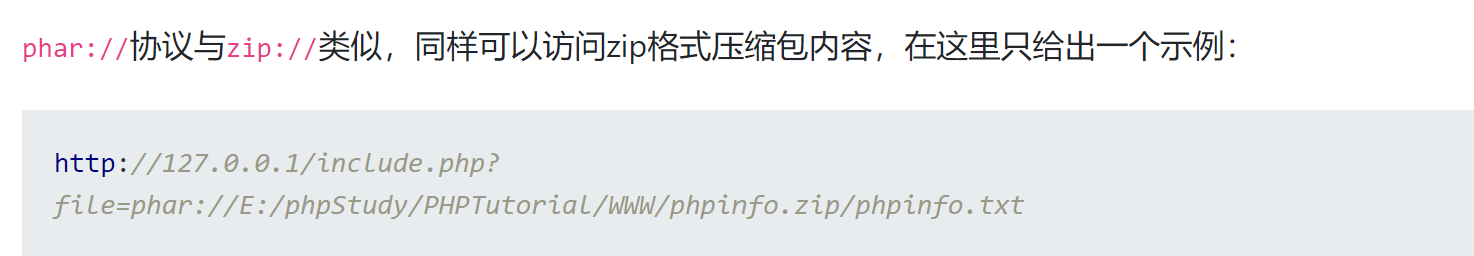 phar://协议与zip://类似，同样可以访问zip格式压缩包内容，在这里只给出一个示例：
http://127.0.0.1/include.php?
file=phar://E:/phpStudy/PHPTutorial/WWW/phpinfo.zip/phpinfo.txt